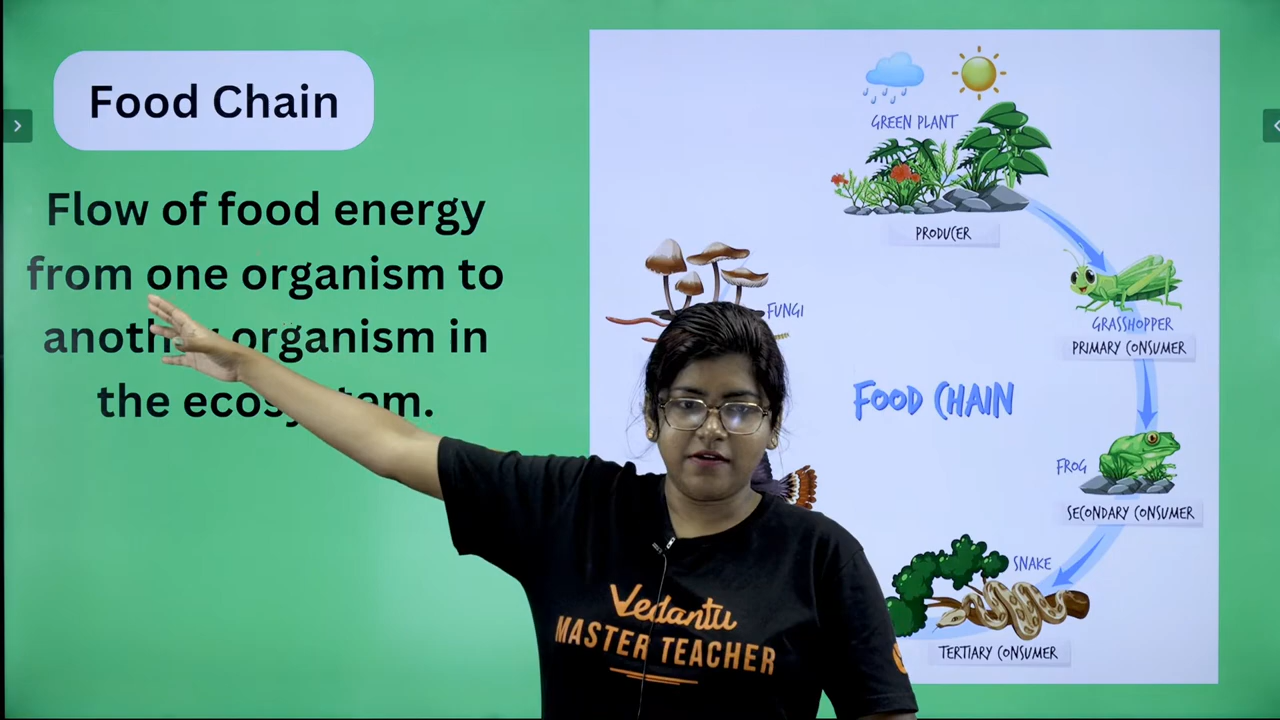 Food Chain
Flow of food energy
from one organism to
organism in
the
GREEN PLANT
PRODUCER
GRASSHOPPER
PRIMARY CONSUMER
FUNGI
FOOD CHAIN
FROG
SECONDARY CONSUMER
SNAKE
TERTIARY CONSUMER
Vedantu
MASTER TEACHER